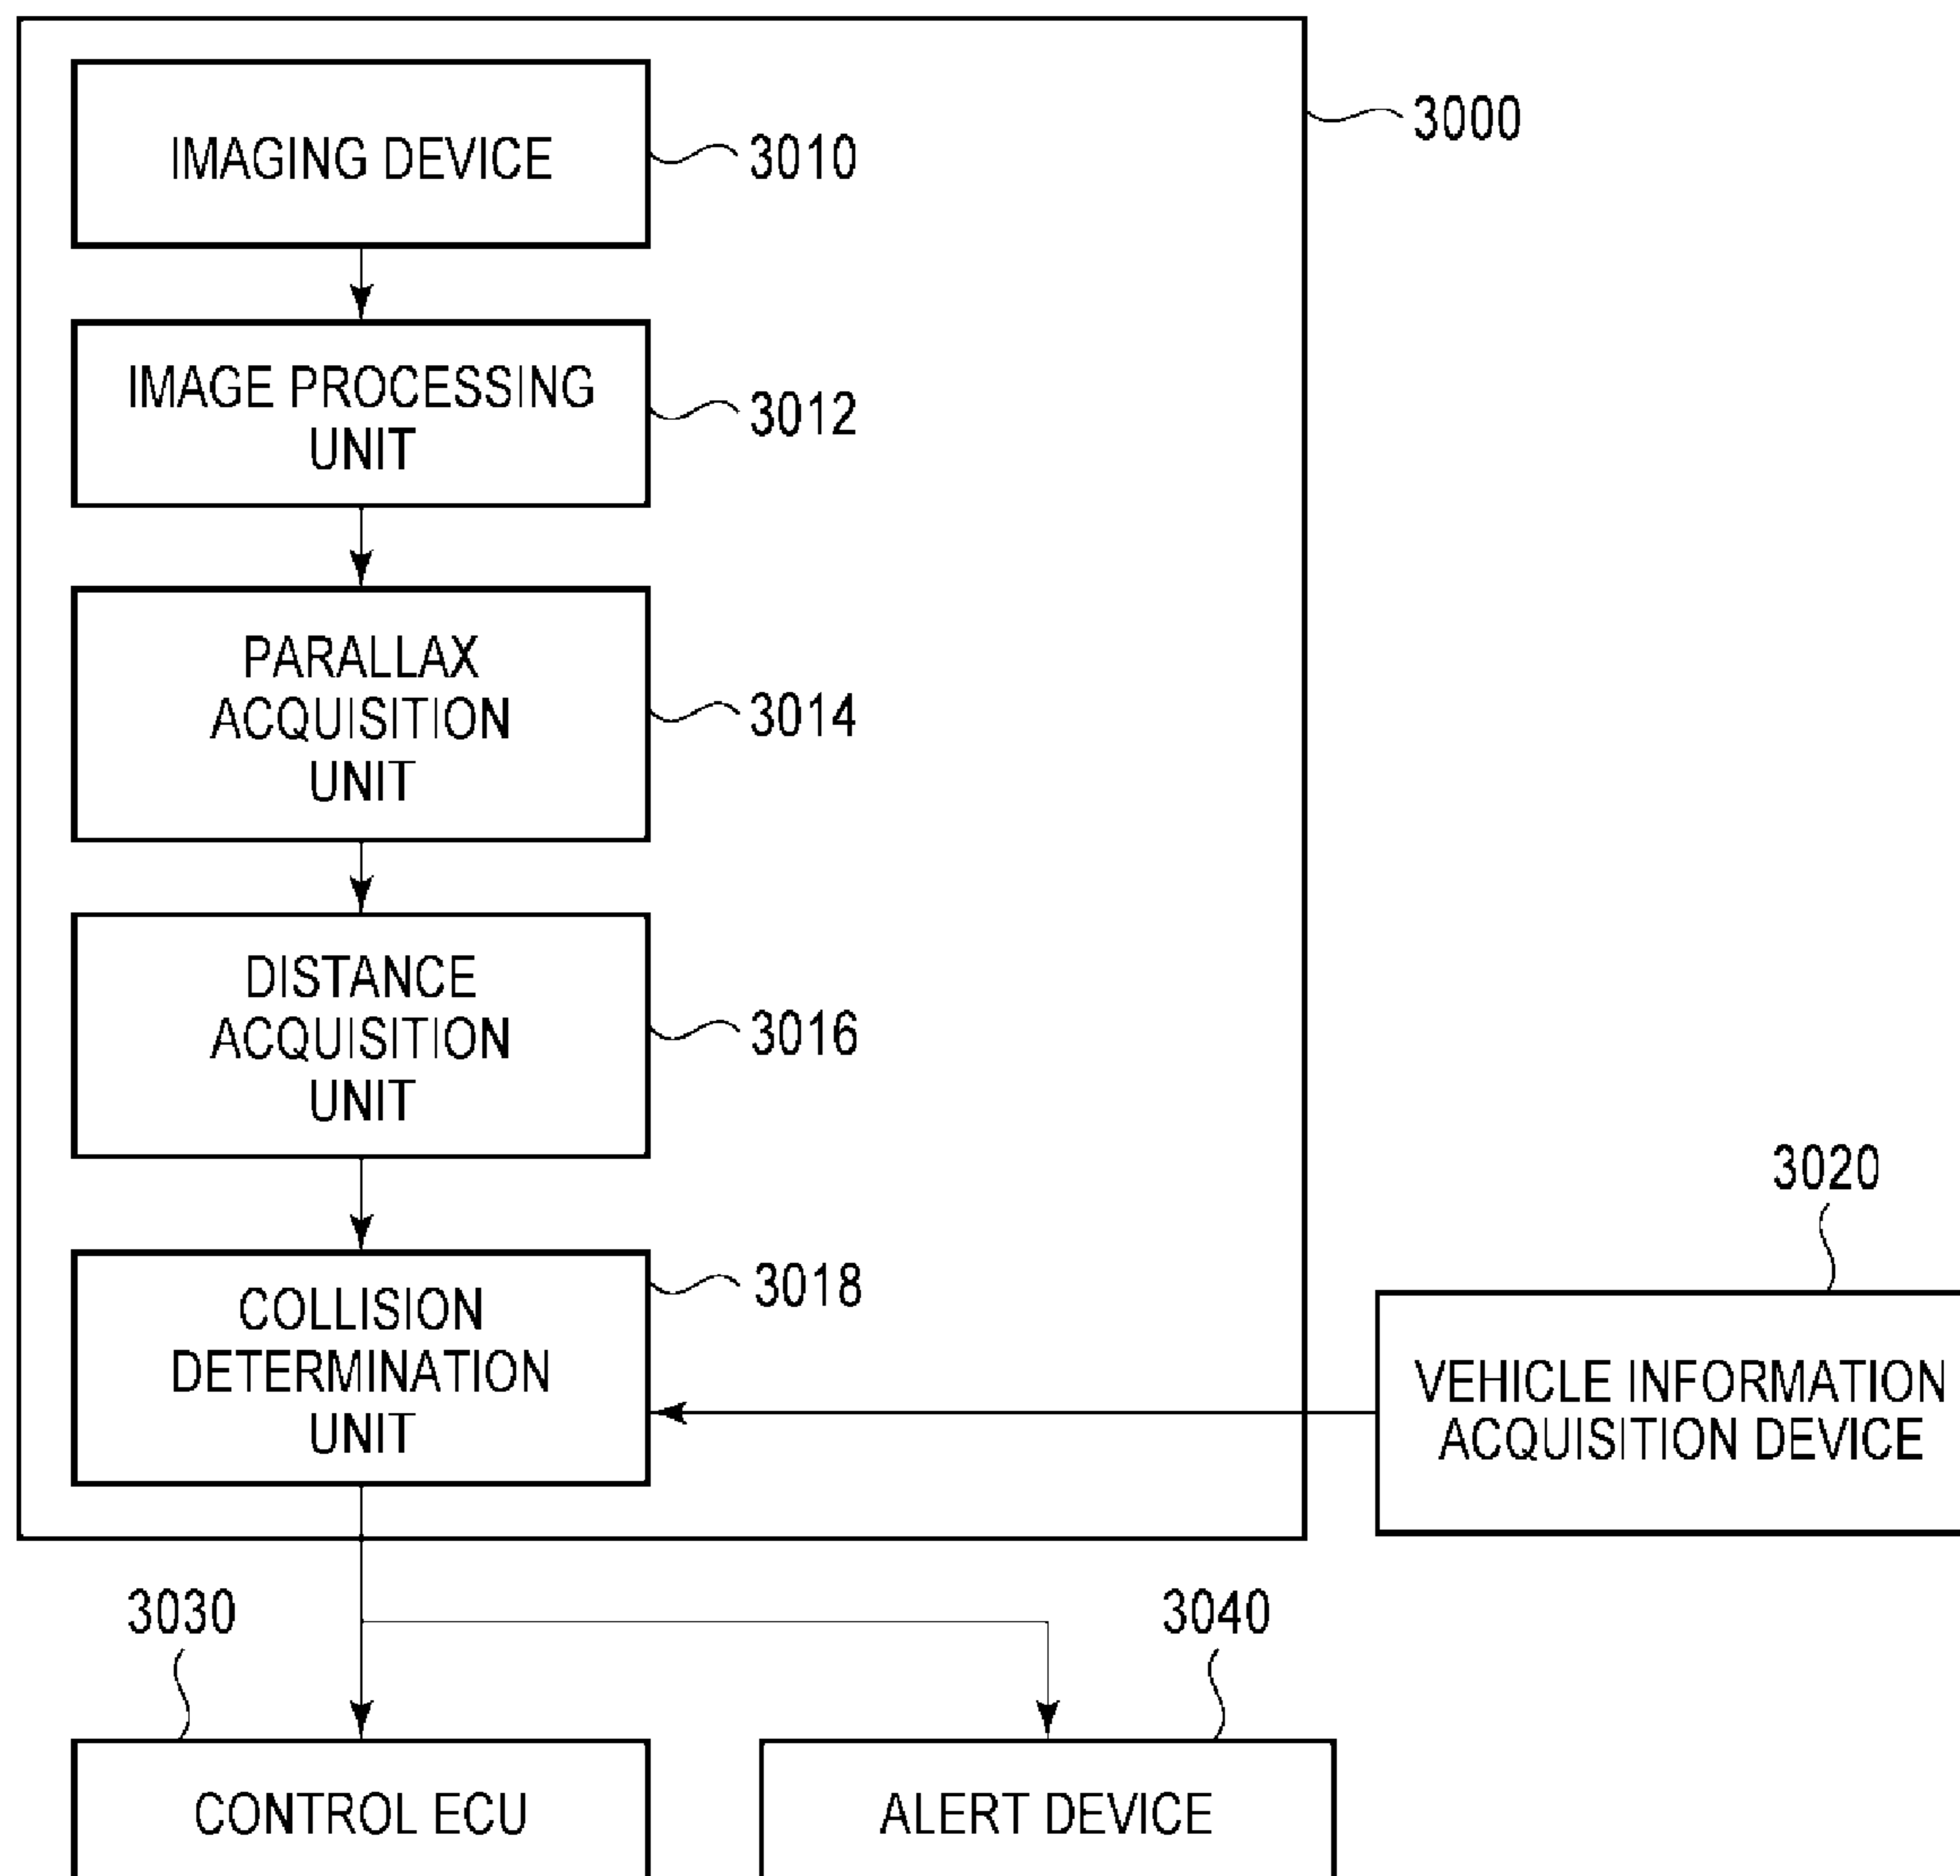 3000
IMAGING DEVICE
3010
IMAGE PROCESSING
UNIT
3012
PARALLAX
ACQUISITION
UNIT
3014
DISTANCE
ACQUISITION
UNIT
3016
COLLISION
DETERMINATION
UNIT
3018
3020
VEHICLE INFORMATION
ACQUISITION DEVICE
3030
CONTROL ECU
3040
ALERT DEVICE